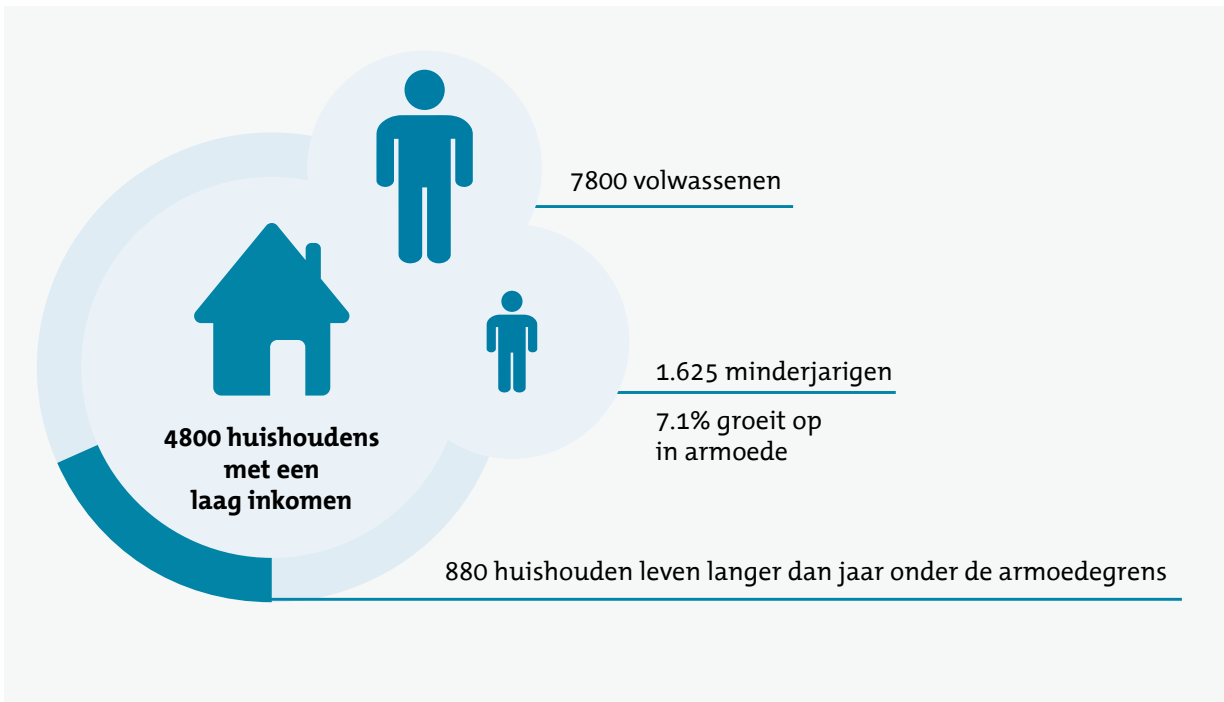 7800 volwassenen
1.625 minderjarigen
7.1% groeit op
in armoede
4800 huishoudens
met een
laag inkomen
880 huishouden leven langer dan jaar onder de armoedegrens